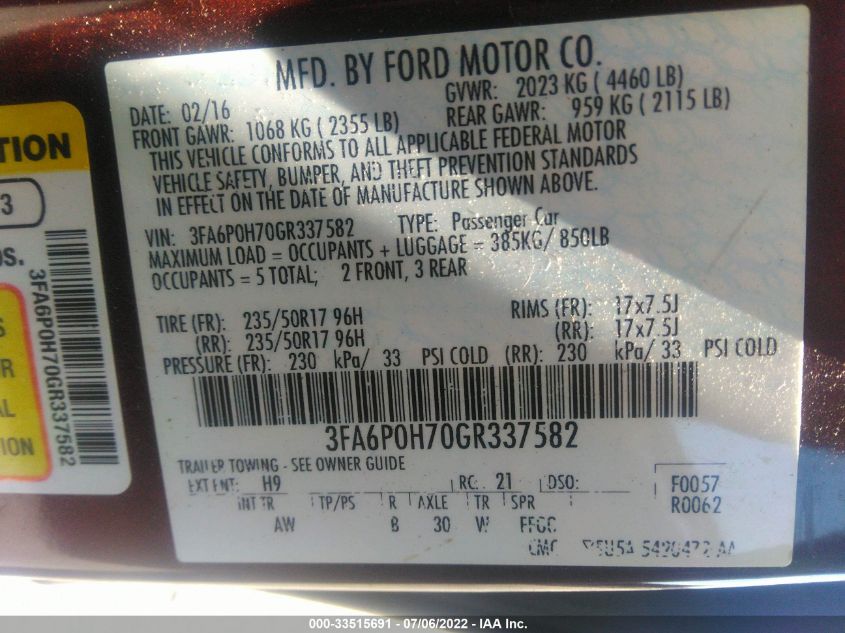 MFD. BY FORD MOTOR CO.
DATE: 02/16 GVWR: 2023 KG ( 4460 LB)
FRONT GAWR: 1068 KG ( 2355 LB) REAR GAWR: 959 KG ( 2115 LB)
THIS VEHICLE CONFORMS TO ALL APPLICABLE FEDERAL MOTOR
VEHICLE SAFETY, BUMPER, AND THEFT PREVENTION STANDARDS
IN EFFECT ON THE DATE OF MANUFACTURE SHOWN ABOVE.
VIN: 3FA6P0H70GR337582 TYPE: Passenger Car
MAXIMUM LOAD = OCCUPANTS + LUGGAGE = 385KG/ 850LB
OCCUPANTS = 5 TOTAL; 2 FRONT, 3 REAR
TIRE (FR): 235/50R17 96H RIMS (FR): 17x7.5J
(RR): 235/50R17 96H (RR): 17x7.5J
PRESSURE (FR): 230 kPa/ 33 PSI COLD (RR): 230 kPa/ 33 PSI COLD
3FA6P0H70GR337582
TRAILER TOWING - SEE OWNER GUIDE
EXT PNT: H9 RC: 21 DSO: F0057
INT TR TP/PS R AXLE TR SPR R0062
AW B 30 W
TION
3
3FA6P0H70GR337582
000-33515691 - 07/06/2022 - IAA Inc.